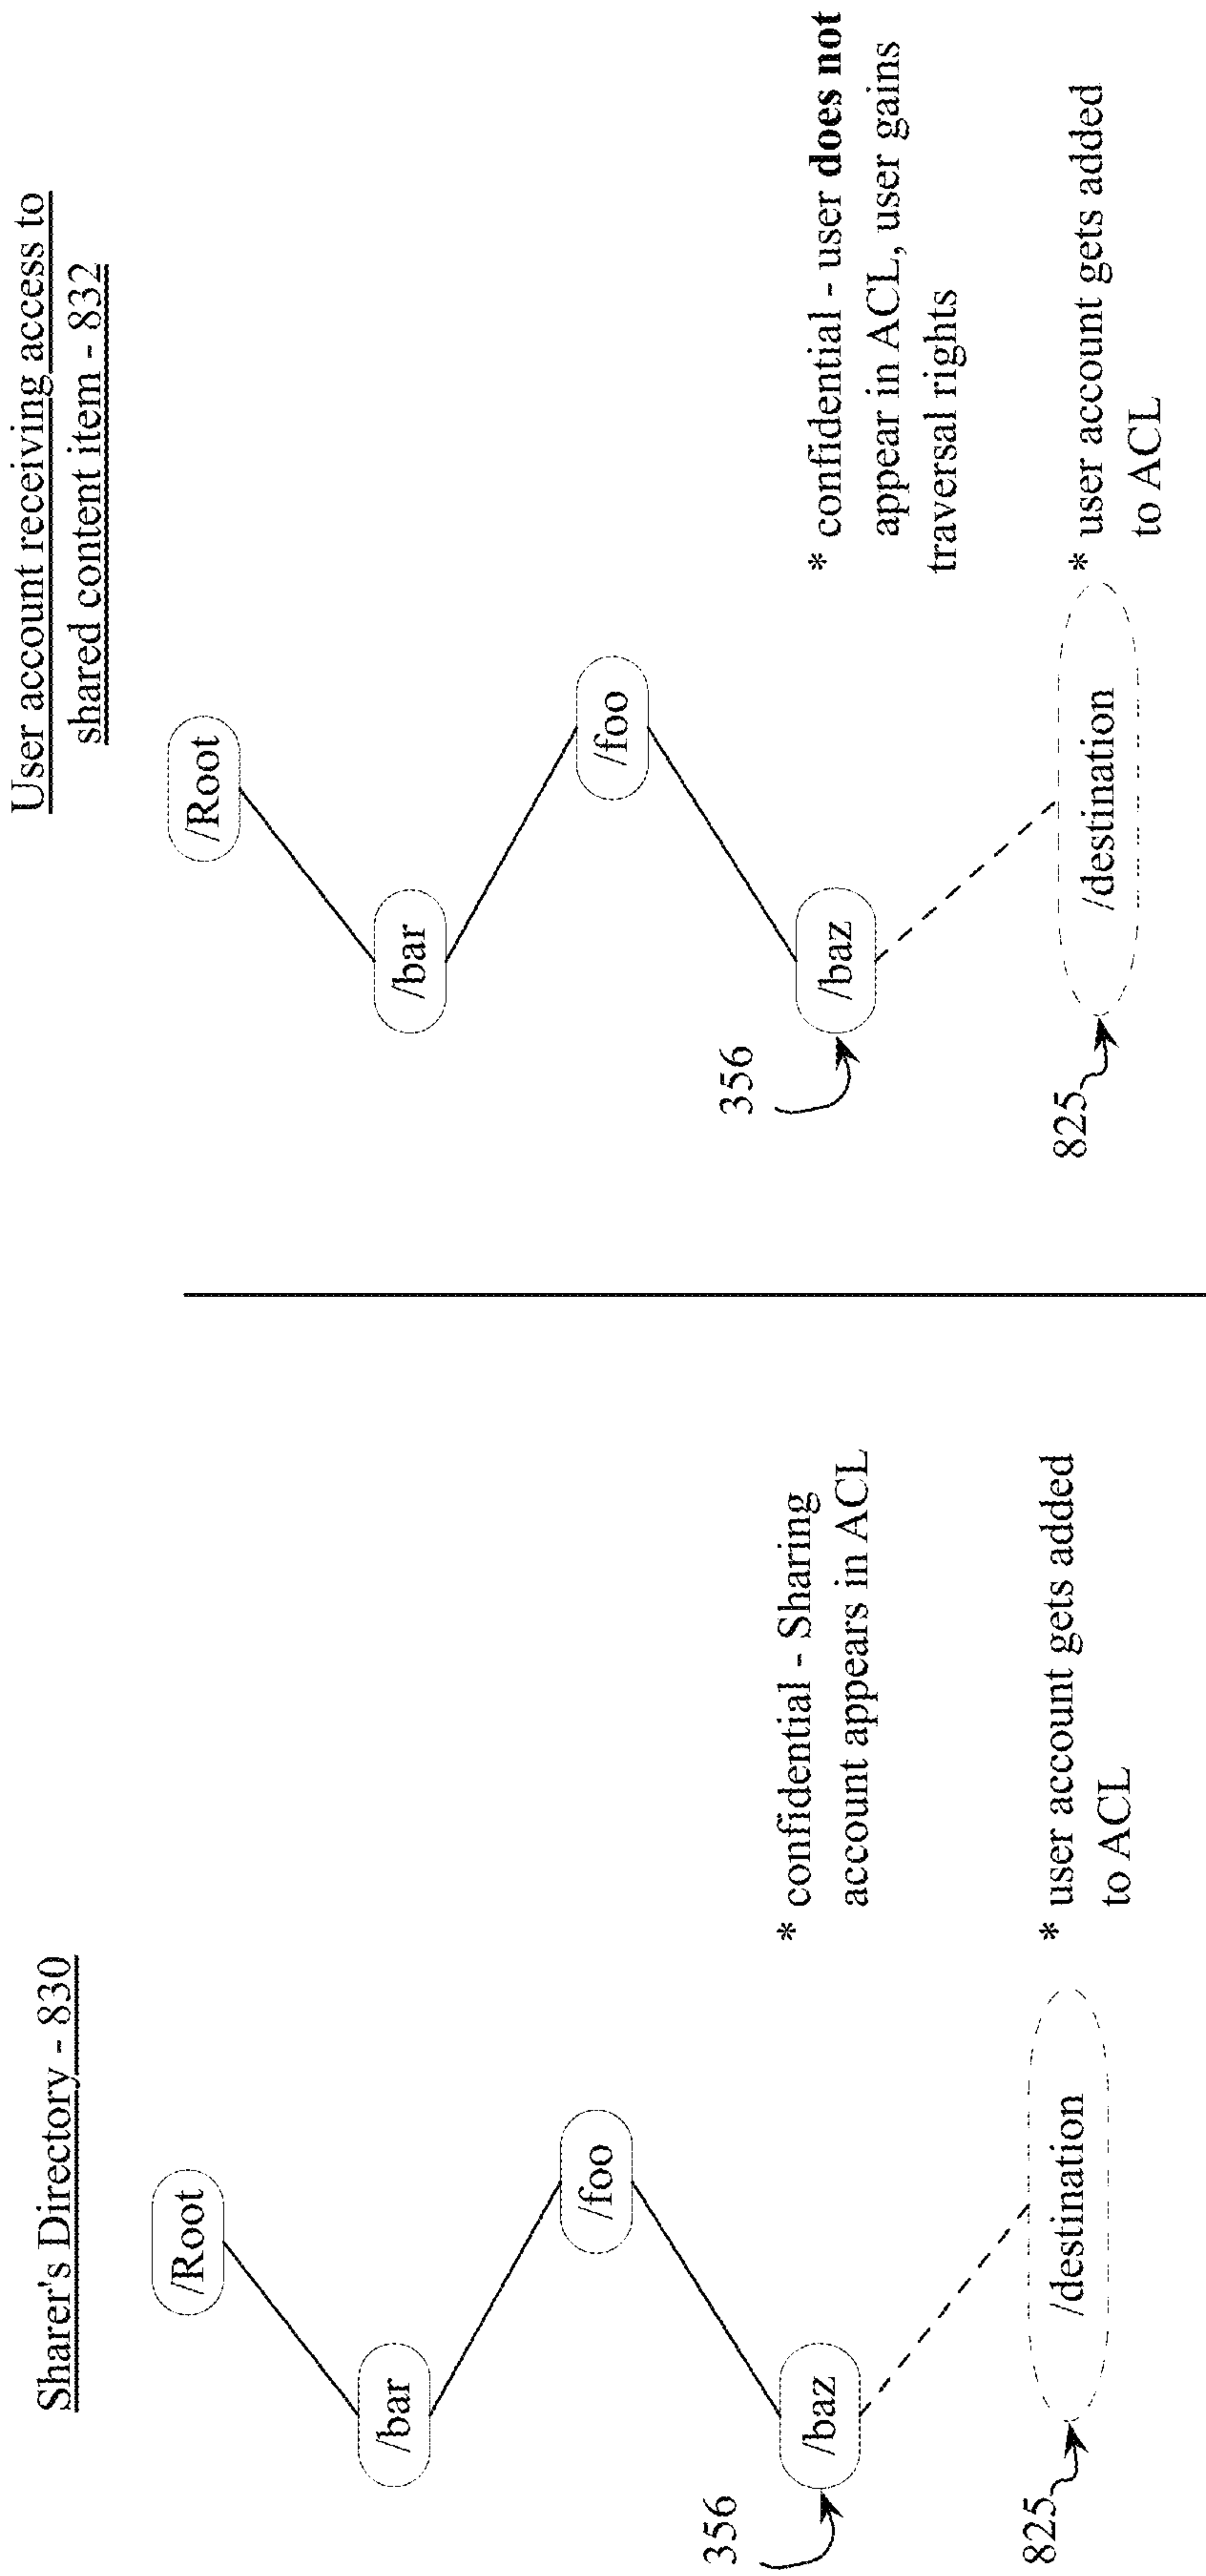 Sharer's Directory - 830
/Root
/bar
/foo
356
/baz
* confidential - Sharing
account appears in ACL
825
/destination
* user account gets added
to ACL
User account receiving access to
shared content item - 832
/Root
/bar
/foo
356
/baz
* confidential - user does not
appear in ACL, user gains
traversal rights
825
/destination
* user account gets added
to ACL